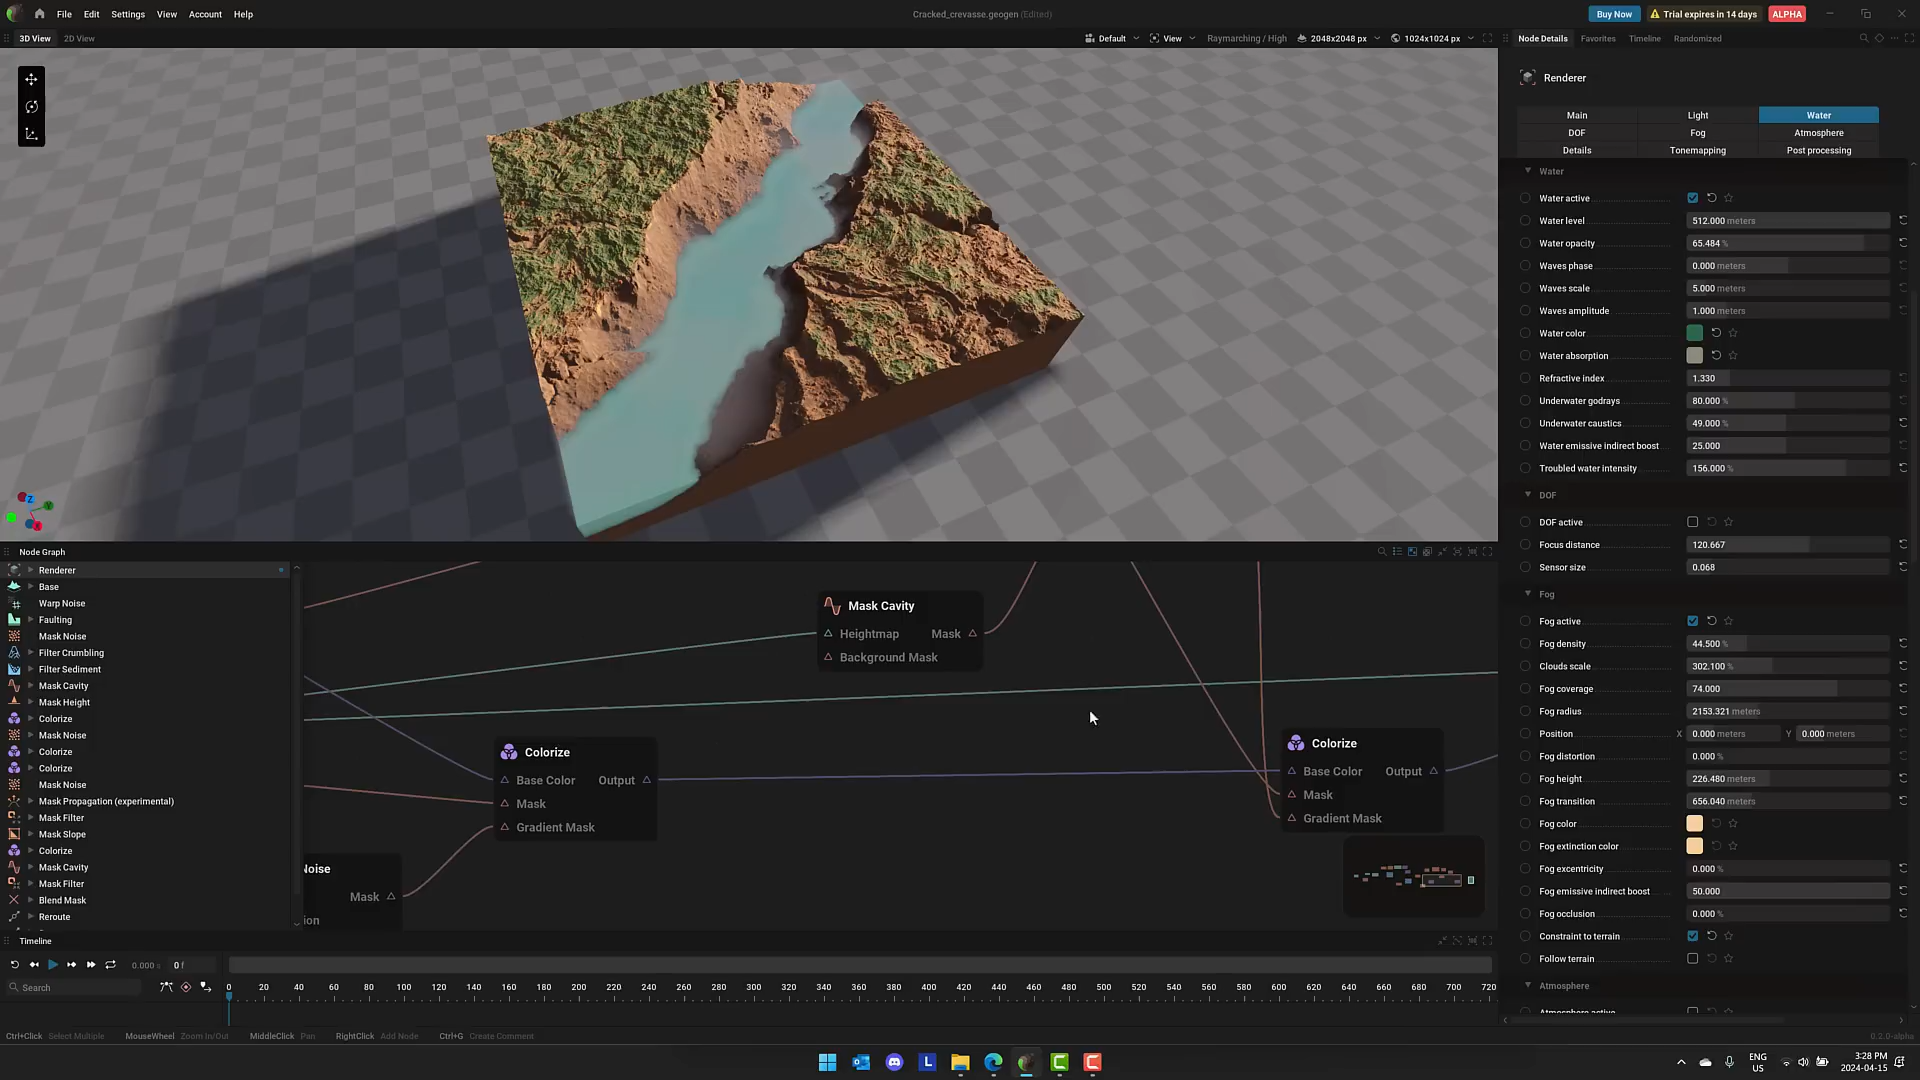 File Edit Settings View Account Help
Cracked_crevasse.geogen (Edited)
Buy Now
Trial expires in 14 days
ALPHA
3D View 2D View
Default View Raymarching / High 2048x2048 px 1024x1024 px
Node Details Favorites Timeline Randomized
Renderer
Main Light Water
DOF Fog Atmosphere
Details Tonemapping Post processing
Water
Water active
Water level 512.000 meters
Water opacity 65.484 %
Waves phase 0.000 meters
Waves scale 5.000 meters
Waves amplitude 1.000 meters
Water color
Water absorption
Refractive index 1.330
Underwater godrays 80.000 %
Underwater caustics 49.000 %
Water emissive indirect boost 25.000
Troubled water intensity 156.000 %
DOF
DOF active
Focus distance 120.667
Sensor size 0.068
Fog
Fog active
Fog density 44.500 %
Clouds scale 302.100 %
Fog coverage 74.000
Fog radius 2153.321 meters
Position X 0.000 meters Y 0.000 meters
Fog distortion 0.000 %
Fog height 226.480 meters
Fog transition 656.040 meters
Fog color
Fog extinction color
Fog excentricity 0.000 %
Fog emissive indirect boost 50.000
Fog occlusion 0.000 %
Constraint to terrain
Follow terrain
Atmosphere
Atmosphere active
Z
Y
X
Node Graph
Renderer
Base
Warp Noise
Faulting
Mask Noise
Filter Crumbling
Filter Sediment
Mask Cavity
Mask Height
Colorize
Mask Noise
Colorize
Colorize
Mask Noise
Mask Propagation (experimental)
Mask Filter
Mask Slope
Colorize
Mask Cavity
Mask Filter
Blend Mask
Reroute
Mask Cavity
Heightmap Mask
Background Mask
Colorize
Base Color Output
Mask
Gradient Mask
Colorize
Base Color Output
Mask
Gradient Mask
Noise
Mask
ion
Timeline
0.000 s 0 f
Search
0 20 40 60 80 100 120 140 160 180 200 220 240 260 280 300 320 340 360 380 400 420 440 460 480 500 520 540 560 580 600 620 640 660 680 700 720
Ctrl+Click Select Multiple MouseWheel Zoom In/Out MiddleClick Pan RightClick Add Node Ctrl+G Create Comment
0.2.0-alpha
L
C
C
ENG
US
3:28 PM
2024-04-15